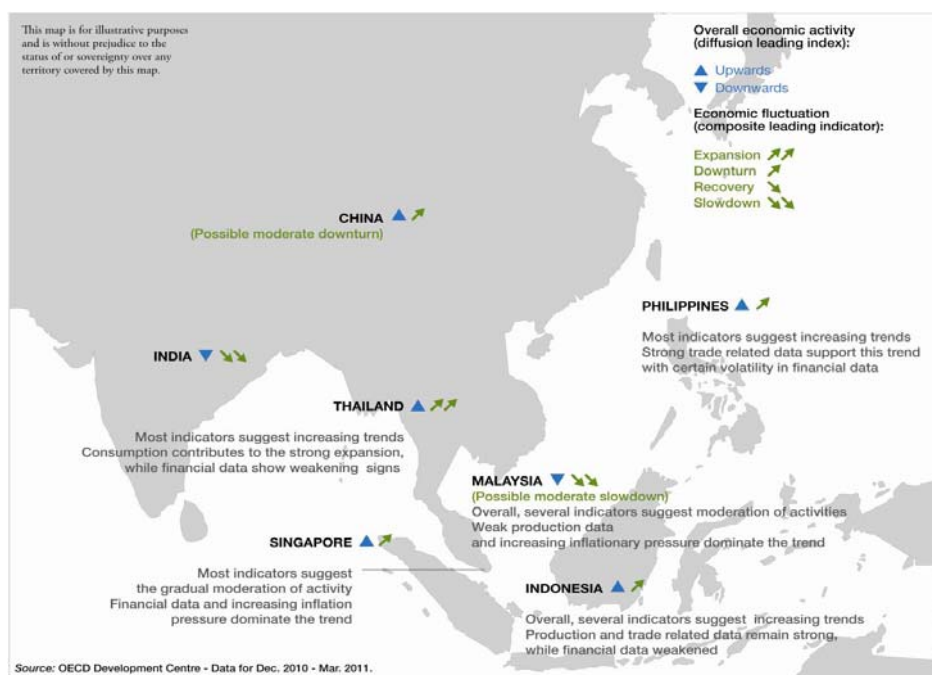 This map is for illustrative purposes
and is without prejudice to the
status of or sovereignty over any
territory covered by this map.
Overall economic activity
(diffusion leading index):
▲ Upwards
▼ Downwards
Economic fluctuation
(composite leading indicator):
Expansion ↗↗
Downturn ↗
Recovery ↘
Slowdown ↘↘
CHINA ▲ ↗
(Possible moderate downturn)
PHILIPPINES ▲ ↗
Most indicators suggest increasing trends
Strong trade related data support this trend
with certain volatility in financial data
INDIA ▼ ↘↘
THAILAND ▲ ↗↗
Most indicators suggest increasing trends
Consumption contributes to the strong expansion,
while financial data show weakening signs
MALAYSIA ▼ ↘↘
(Possible moderate slowdown)
Overall, several indicators suggest moderation of activities
Weak production data
and increasing inflationary pressure dominate the trend
SINGAPORE ▲ ↗
Most indicators suggest
the gradual moderation of activity
Financial data and increasing inflation
pressure dominate the trend
INDONESIA ▲ ↗
Overall, several indicators suggest increasing trends
Production and trade related data remain strong,
while financial data weakened
Source: OECD Development Centre - Data for Dec. 2010 - Mar. 2011.